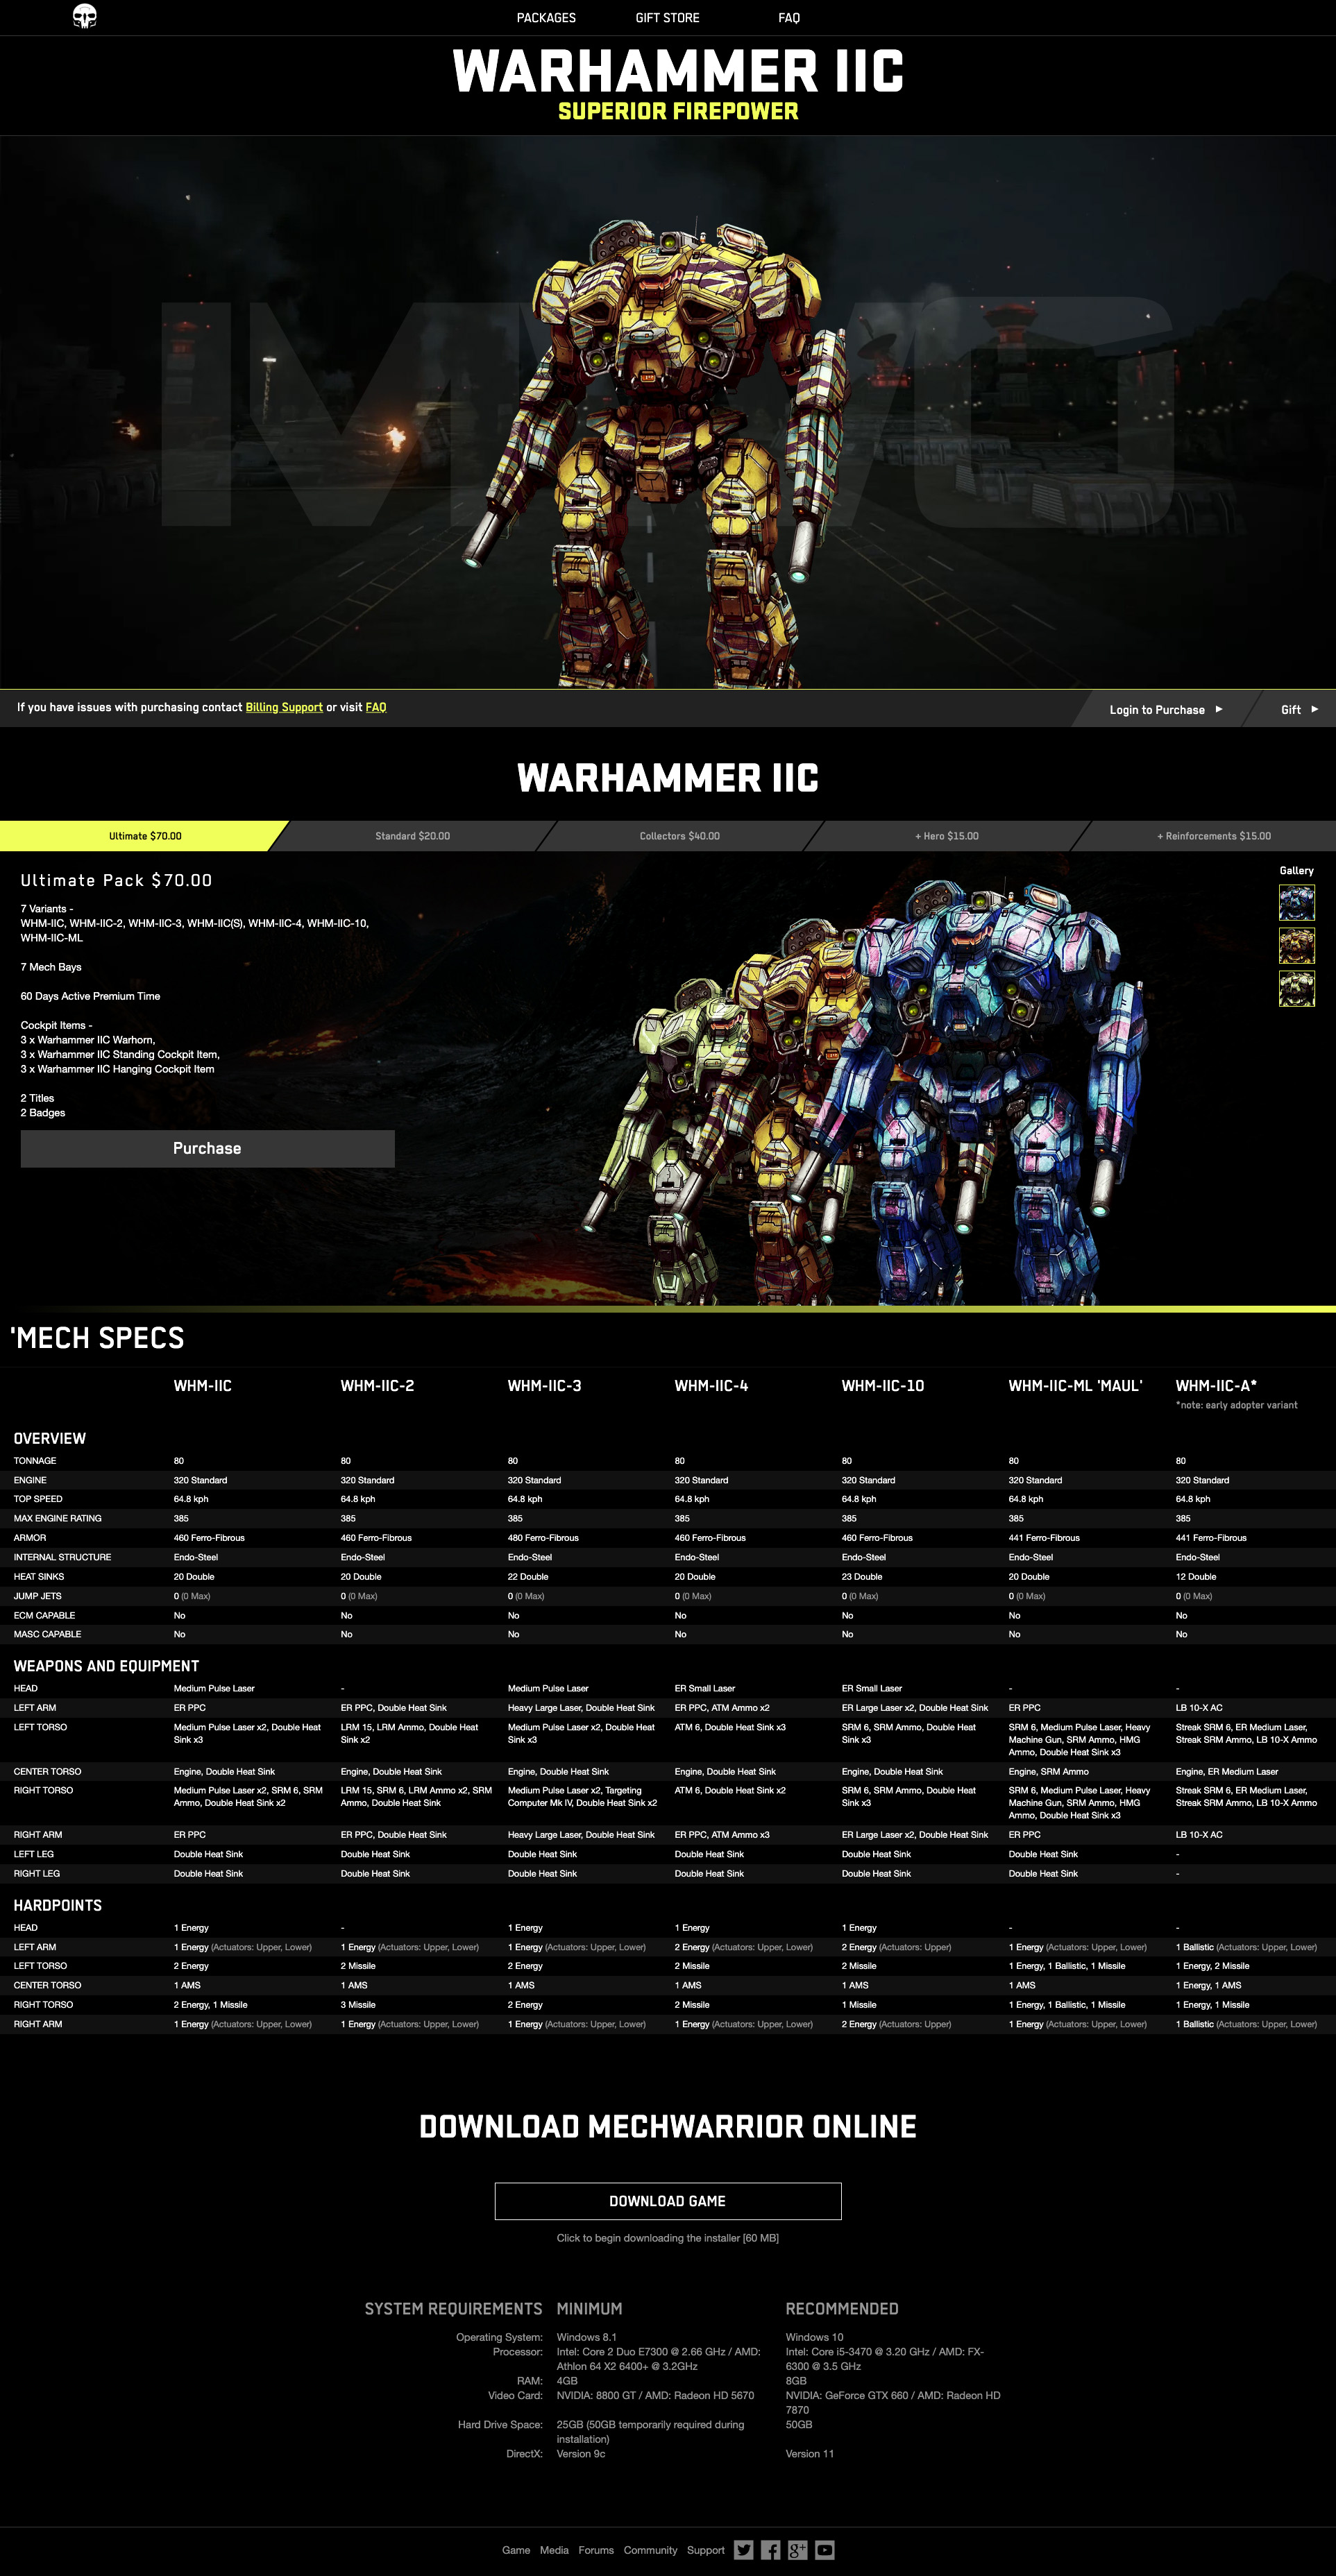 PACKAGES GIFT STORE FAQ
WARHAMMER IIC
SUPERIOR FIREPOWER
MWO
If you have issues with purchasing contact Billing Support or visit FAQ
Login to Purchase Gift
WARHAMMER IIC
Ultimate $70.00 Standard $20.00 Collectors $40.00 + Hero $15.00 + Reinforcements $15.00
Ultimate Pack $70.00
Gallery
7 Variants -
WHM-IIC, WHM-IIC-2, WHM-IIC-3, WHM-IIC(S), WHM-IIC-4, WHM-IIC-10,
WHM-IIC-ML
7 Mech Bays
60 Days Active Premium Time
Cockpit Items -
3 x Warhammer IIC Warhorn,
3 x Warhammer IIC Standing Cockpit Item,
3 x Warhammer IIC Hanging Cockpit Item
2 Titles
2 Badges
Purchase
'MECH SPECS
WHM-IIC WHM-IIC-2 WHM-IIC-3 WHM-IIC-4 WHM-IIC-10 WHM-IIC-ML 'MAUL' WHM-IIC-A*
*note: early adopter variant
OVERVIEW
TONNAGE 80 80 80 80 80 80 80
ENGINE 320 Standard 320 Standard 320 Standard 320 Standard 320 Standard 320 Standard 320 Standard
TOP SPEED 64.8 kph 64.8 kph 64.8 kph 64.8 kph 64.8 kph 64.8 kph 64.8 kph
MAX ENGINE RATING 385 385 385 385 385 385 385
ARMOR 460 Ferro-Fibrous 460 Ferro-Fibrous 480 Ferro-Fibrous 460 Ferro-Fibrous 460 Ferro-Fibrous 441 Ferro-Fibrous 441 Ferro-Fibrous
INTERNAL STRUCTURE Endo-Steel Endo-Steel Endo-Steel Endo-Steel Endo-Steel Endo-Steel Endo-Steel
HEAT SINKS 20 Double 20 Double 22 Double 20 Double 23 Double 20 Double 12 Double
JUMP JETS 0 (0 Max) 0 (0 Max) 0 (0 Max) 0 (0 Max) 0 (0 Max) 0 (0 Max) 0 (0 Max)
ECM CAPABLE No No No No No No No
MASC CAPABLE No No No No No No No
WEAPONS AND EQUIPMENT
HEAD Medium Pulse Laser - Medium Pulse Laser ER Small Laser ER Small Laser - -
LEFT ARM ER PPC ER PPC, Double Heat Sink Heavy Large Laser, Double Heat Sink ER PPC, ATM Ammo x2 ER Large Laser x2, Double Heat Sink ER PPC LB 10-X AC
LEFT TORSO Medium Pulse Laser x2, Double Heat LRM 15, LRM Ammo, Double Heat Medium Pulse Laser x2, Double Heat ATM 6, Double Heat Sink x3 SRM 6, SRM Ammo, Double Heat SRM 6, Medium Pulse Laser, Heavy Streak SRM 6, ER Medium Laser,
Sink x3 Sink x2 Sink x3 Sink x3 Machine Gun, SRM Ammo, HMG Streak SRM Ammo, LB 10-X Ammo
Ammo, Double Heat Sink x3
CENTER TORSO Engine, Double Heat Sink Engine, Double Heat Sink Engine, Double Heat Sink Engine, Double Heat Sink Engine, Double Heat Sink Engine, SRM Ammo Engine, ER Medium Laser
RIGHT TORSO Medium Pulse Laser x2, SRM 6, SRM LRM 15, SRM 6, LRM Ammo x2, SRM Medium Pulse Laser x2, Targeting ATM 6, Double Heat Sink x2 SRM 6, SRM Ammo, Double Heat SRM 6, Medium Pulse Laser, Heavy Streak SRM 6, ER Medium Laser,
Ammo, Double Heat Sink x2 Ammo, Double Heat Sink Computer Mk IV, Double Heat Sink x2 Sink x3 Machine Gun, SRM Ammo, HMG Streak SRM Ammo, LB 10-X Ammo
Ammo, Double Heat Sink x3
RIGHT ARM ER PPC ER PPC, Double Heat Sink Heavy Large Laser, Double Heat Sink ER PPC, ATM Ammo x3 ER Large Laser x2, Double Heat Sink ER PPC LB 10-X AC
LEFT LEG Double Heat Sink Double Heat Sink Double Heat Sink Double Heat Sink Double Heat Sink Double Heat Sink -
RIGHT LEG Double Heat Sink Double Heat Sink Double Heat Sink Double Heat Sink Double Heat Sink Double Heat Sink -
HARDPOINTS
HEAD 1 Energy - 1 Energy 1 Energy 1 Energy - -
LEFT ARM 1 Energy (Actuators: Upper, Lower) 1 Energy (Actuators: Upper, Lower) 1 Energy (Actuators: Upper, Lower) 2 Energy (Actuators: Upper, Lower) 2 Energy (Actuators: Upper) 1 Energy (Actuators: Upper, Lower) 1 Ballistic (Actuators: Upper, Lower)
LEFT TORSO 2 Energy 2 Missile 2 Energy 2 Missile 2 Missile 1 Energy, 1 Ballistic, 1 Missile 1 Energy, 2 Missile
CENTER TORSO 1 AMS 1 AMS 1 AMS 1 AMS 1 AMS 1 AMS 1 Energy, 1 AMS
RIGHT TORSO 2 Energy, 1 Missile 3 Missile 2 Energy 2 Missile 1 Missile 1 Energy, 1 Ballistic, 1 Missile 1 Energy, 1 Missile
RIGHT ARM 1 Energy (Actuators: Upper, Lower) 1 Energy (Actuators: Upper, Lower) 1 Energy (Actuators: Upper, Lower) 1 Energy (Actuators: Upper, Lower) 2 Energy (Actuators: Upper) 1 Energy (Actuators: Upper, Lower) 1 Ballistic (Actuators: Upper, Lower)
DOWNLOAD MECHWARRIOR ONLINE
DOWNLOAD GAME
Click to begin downloading the installer [60 MB]
SYSTEM REQUIREMENTS MINIMUM RECOMMENDED
Operating System: Windows 8.1 Windows 10
Processor: Intel: Core 2 Duo E7300 @ 2.66 GHz / AMD: Intel: Core i5-3470 @ 3.20 GHz / AMD: FX-
Athlon 64 X2 6400+ @ 3.2GHz 6300 @ 3.5 GHz
RAM: 4GB 8GB
Video Card: NVIDIA: 8800 GT / AMD: Radeon HD 5670 NVIDIA: GeForce GTX 660 / AMD: Radeon HD
7870
Hard Drive Space: 25GB (50GB temporarily required during 50GB
installation)
DirectX: Version 9c Version 11
Game Media Forums Community Support